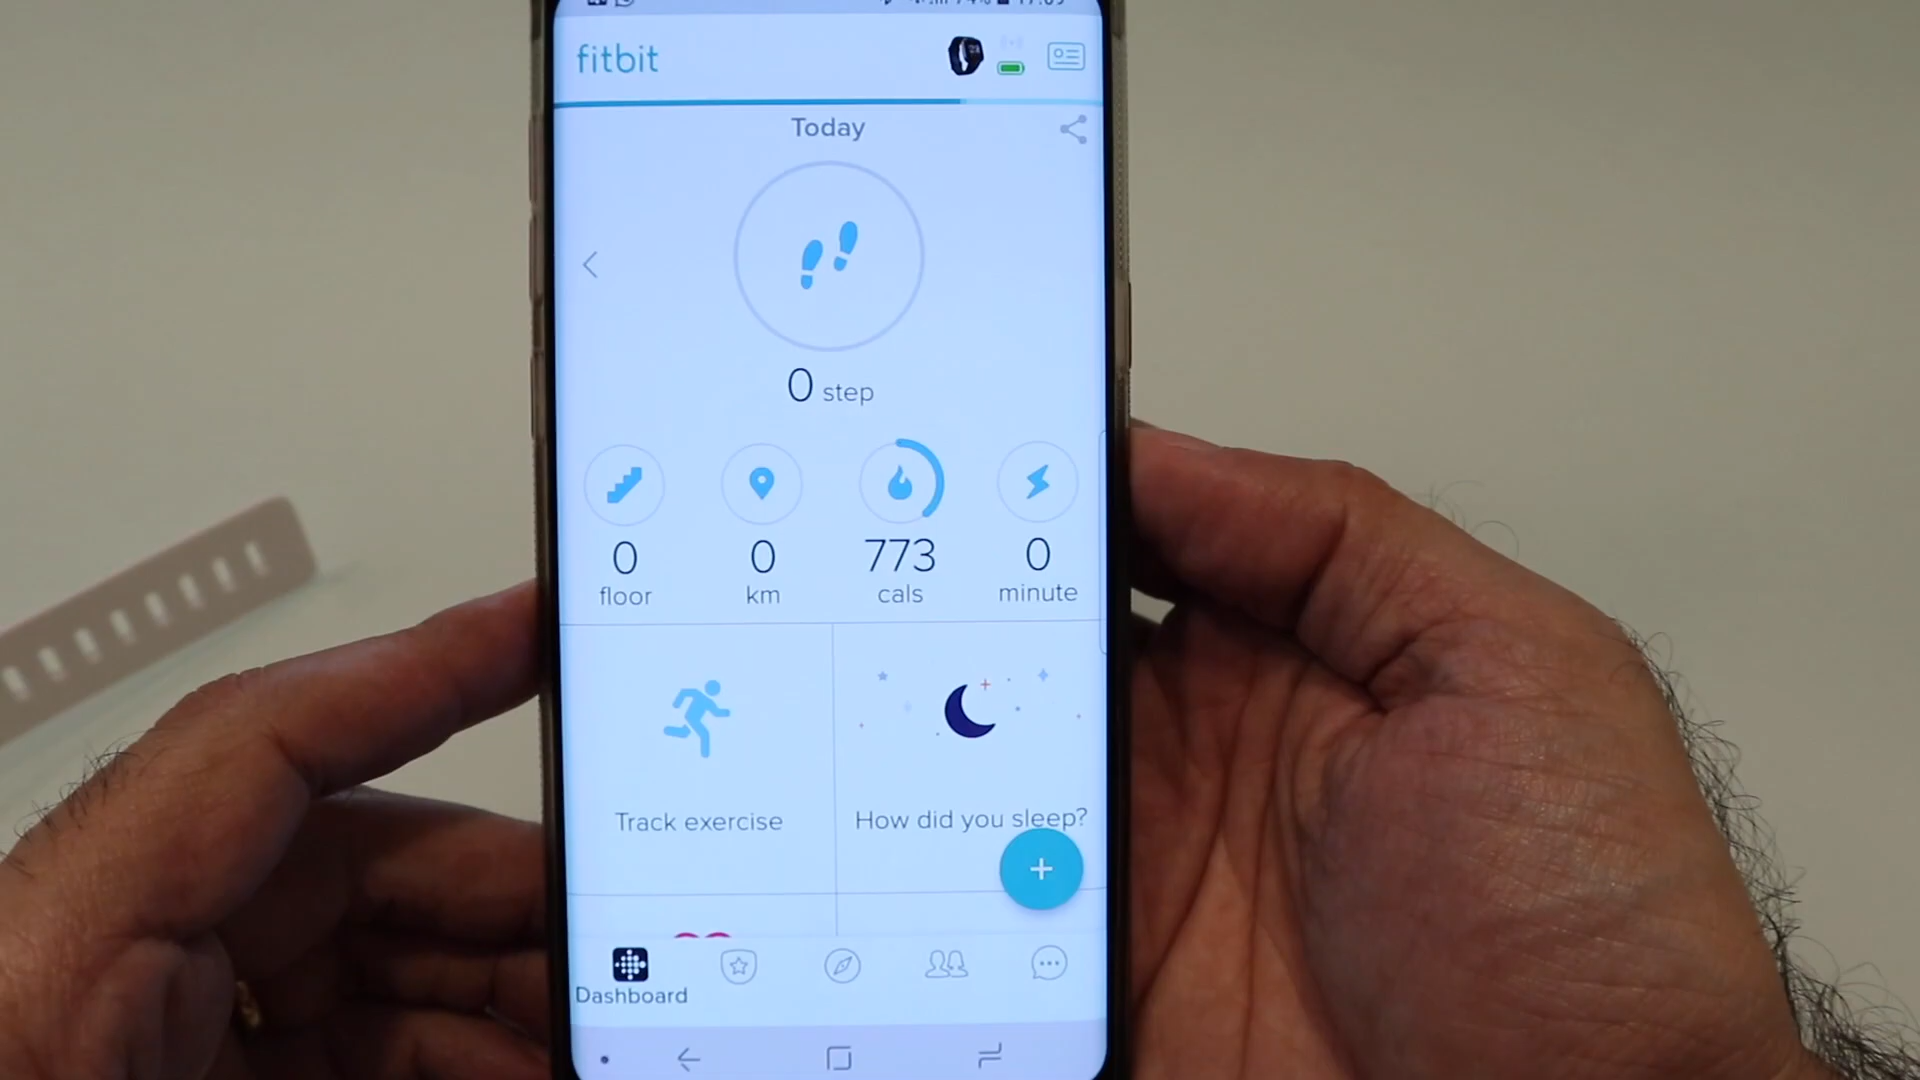 fitbit
Today
0 step
0 0 773 0
floor km cals minute
Track exercise How did you sleep?
Dashboard